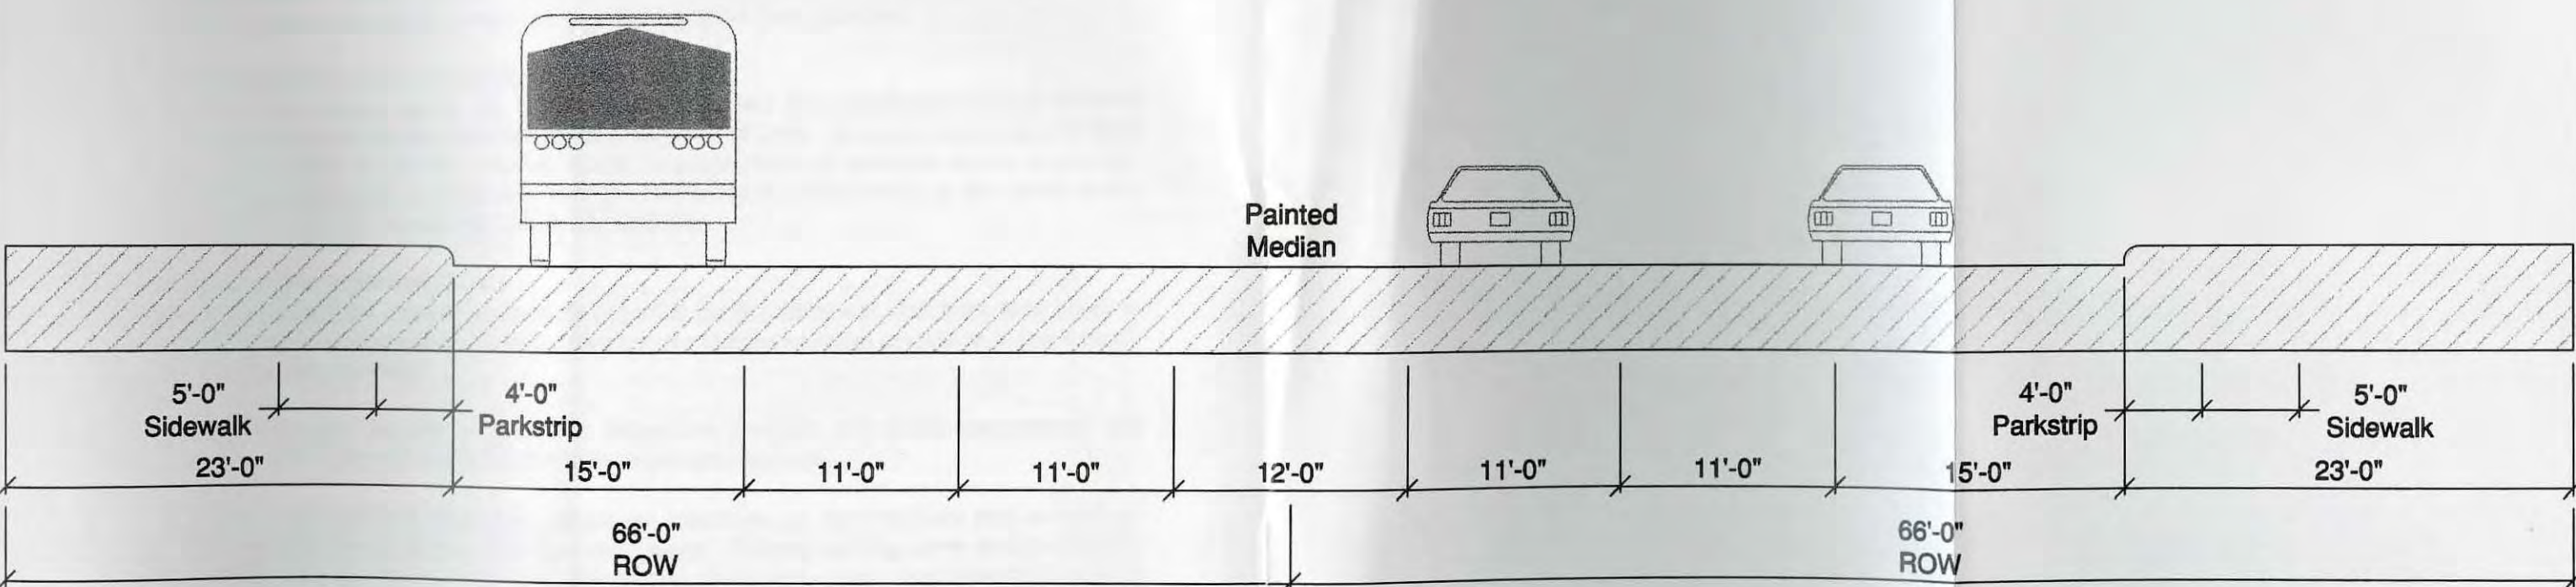 Painted
Median
5'-0"
Sidewalk
4'-0"
Parkstrip
4'-0"
Parkstrip
5'-0"
Sidewalk
23'-0"
15'-0"
11'-0"
11'-0"
12'-0"
11'-0"
11'-0"
15'-0"
23'-0"
66'-0"
ROW
66'-0"
ROW